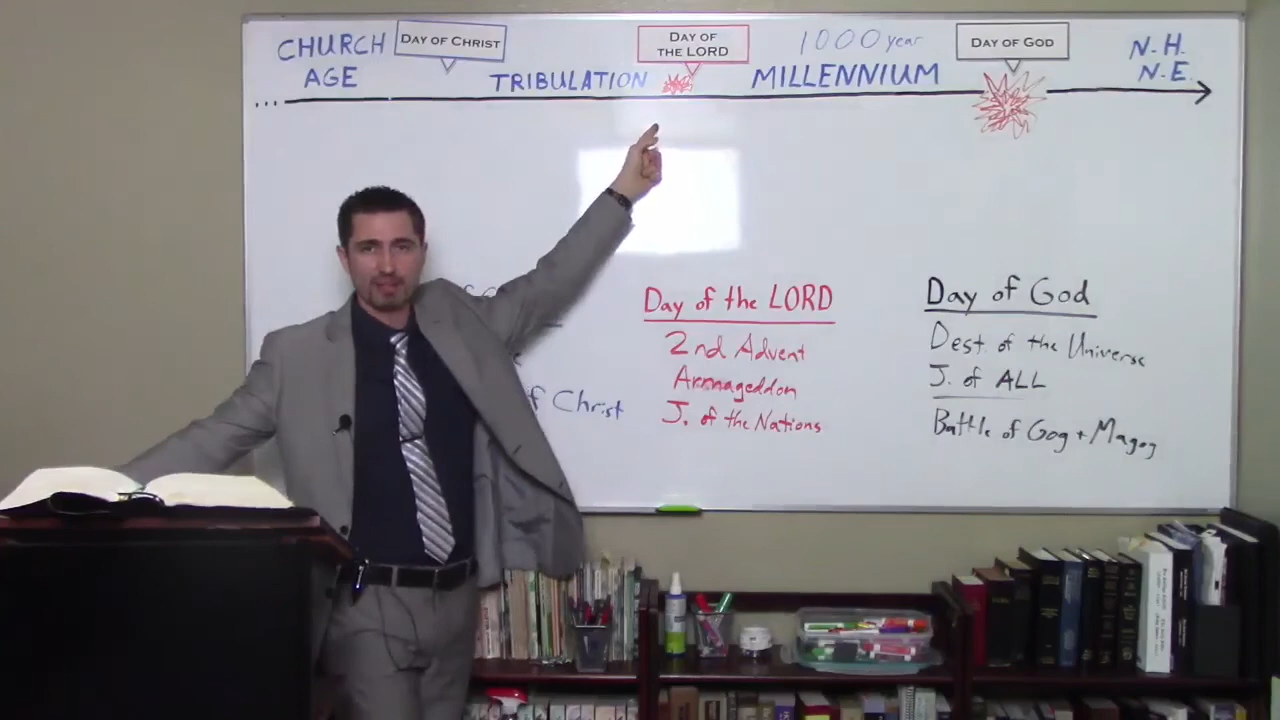 CHURCH
AGE
DAY OF CHRIST
TRIBULATION
DAY OF
THE LORD
1000 year
MILLENNIUM
DAY OF GOD
N.H.
N.E.
...
f Christ
Day of the LORD
2nd Advent
Armageddon
J. of the Nations
Day of God
Dest. of the Universe
J. of ALL
Battle of Gog + Magog